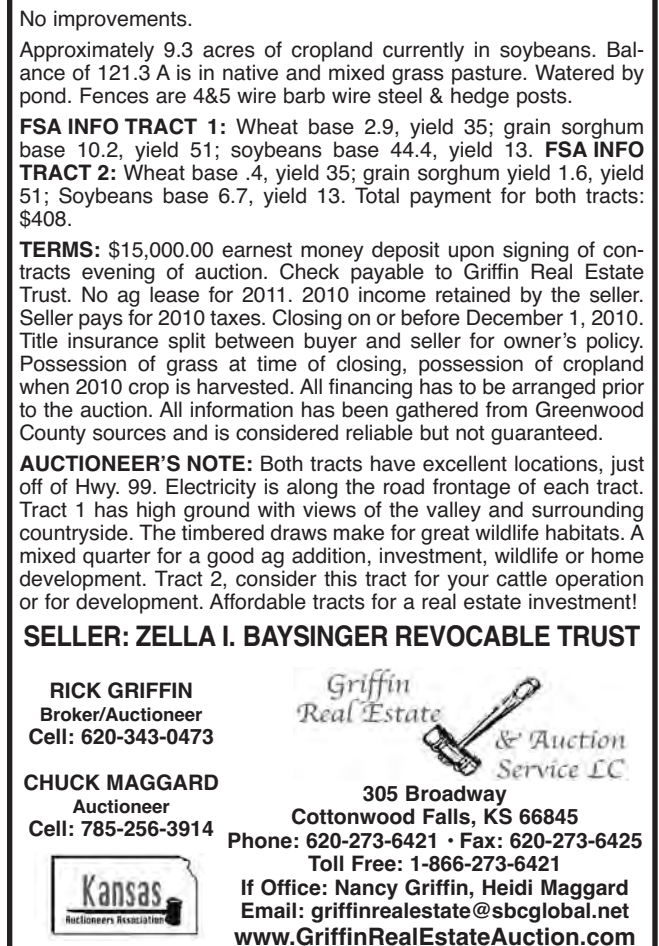 No improvements.
Approximately 9.3 acres of cropland currently in soybeans. Bal-
ance of 121.3 A is in native and mixed grass pasture. Watered by
pond. Fences are 4&5 wire barb wire steel & hedge posts.
FSA INFO TRACT 1: Wheat base 2.9, yield 35; grain sorghum
base 10.2, yield 51; soybeans base 44.4, yield 13. FSA INFO
TRACT 2: Wheat base .4, yield 35; grain sorghum yield 1.6, yield
51; Soybeans base 6.7, yield 13. Total payment for both tracts:
$408.
TERMS: $15,000.00 earnest money deposit upon signing of con-
tracts evening of auction. Check payable to Griffin Real Estate
Trust. No ag lease for 2011. 2010 income retained by the seller.
Seller pays for 2010 taxes. Closing on or before December 1, 2010.
Title insurance split between buyer and seller for owner's policy.
Possession of grass at time of closing, possession of cropland
when 2010 crop is harvested. All financing has to be arranged prior
to the auction. All information has been gathered from Greenwood
County sources and is considered reliable but not guaranteed.
AUCTIONEER'S NOTE: Both tracts have excellent locations, just
off of Hwy. 99. Electricity is along the road frontage of each tract.
Tract 1 has high ground with views of the valley and surrounding
countryside. The timbered draws make for great wildlife habitats. A
mixed quarter for a good ag addition, investment, wildlife or home
development. Tract 2, consider this tract for your cattle operation
or for development. Affordable tracts for a real estate investment!
SELLER: ZELLA I. BAYSINGER REVOCABLE TRUST
RICK GRIFFIN
Broker/Auctioneer
Cell: 620-343-0473
CHUCK MAGGARD
Auctioneer
Cell: 785-256-3914
Kansas
Auctioneers Association
Griffin
Real Estate
& Auction
Service LC
305 Broadway
Cottonwood Falls, KS 66845
Phone: 620-273-6421 • Fax: 620-273-6425
Toll Free: 1-866-273-6421
If Office: Nancy Griffin, Heidi Maggard
Email: griffinrealestate@sbcglobal.net
www.GriffinRealEstateAuction.com